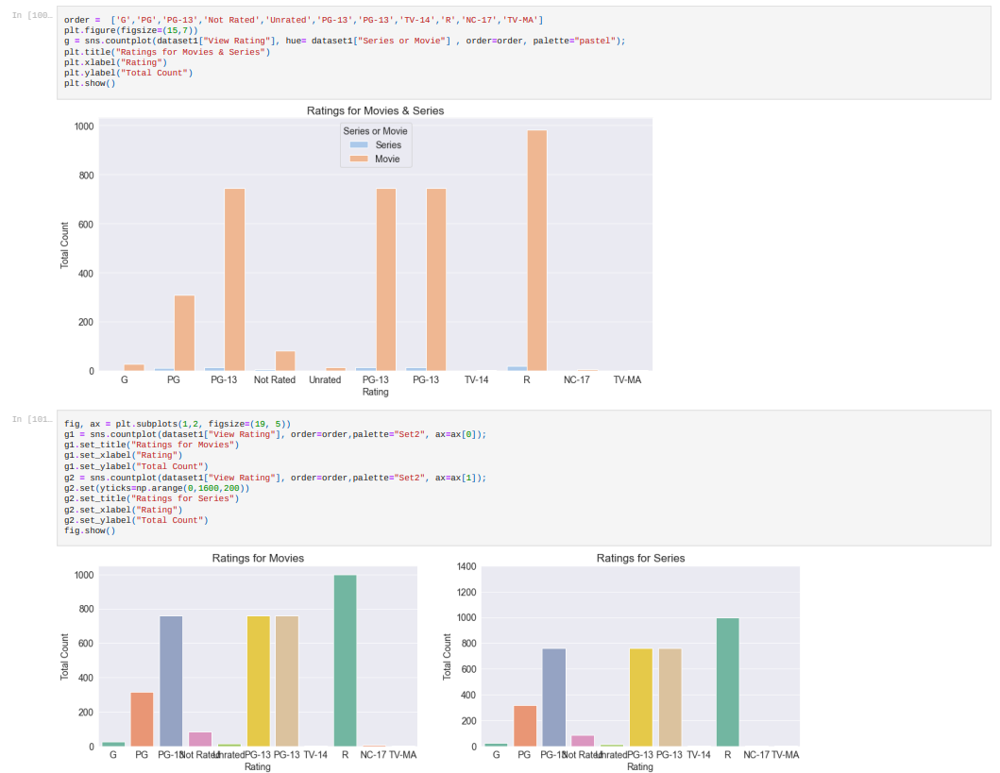 In [100…
order =  ['G','PG','PG-13','Not Rated','Unrated','PG-13','PG-13','TV-14','R','NC-17','TV-MA']
plt.figure(figsize=(15,7))
g = sns.countplot(dataset1["View Rating"], hue= dataset1["Series or Movie"] , order=order, palette="pastel");
plt.title("Ratings for Movies & Series")
plt.xlabel("Rating")
plt.ylabel("Total Count")
plt.show()
Ratings for Movies & Series
Series or Movie
Series
Movie
1000
800
600
400
200
0
Total Count
G PG PG-13 Not Rated Unrated PG-13 PG-13 TV-14 R NC-17 TV-MA
Rating
In [101…
fig, ax = plt.subplots(1,2, figsize=(19, 5))
g1 = sns.countplot(dataset1["View Rating"], order=order,palette="Set2", ax=ax[0]);
g1.set_title("Ratings for Movies")
g1.set_xlabel("Rating")
g1.set_ylabel("Total Count")
g2 = sns.countplot(dataset1["View Rating"], order=order,palette="Set2", ax=ax[1]);
g2.set(yticks=np.arange(0,1600,200))
g2.set_title("Ratings for Series")
g2.set_xlabel("Rating")
g2.set_ylabel("Total Count")
fig.show()
Ratings for Movies
1000
800
600
400
200
0
Total Count
G PG PG-13 Not Rated Unrated PG-13 PG-13 TV-14 R NC-17 TV-MA
Rating
Ratings for Series
1400
1200
1000
800
600
400
200
0
Total Count
G PG PG-13 Not Rated Unrated PG-13 PG-13 TV-14 R NC-17 TV-MA
Rating